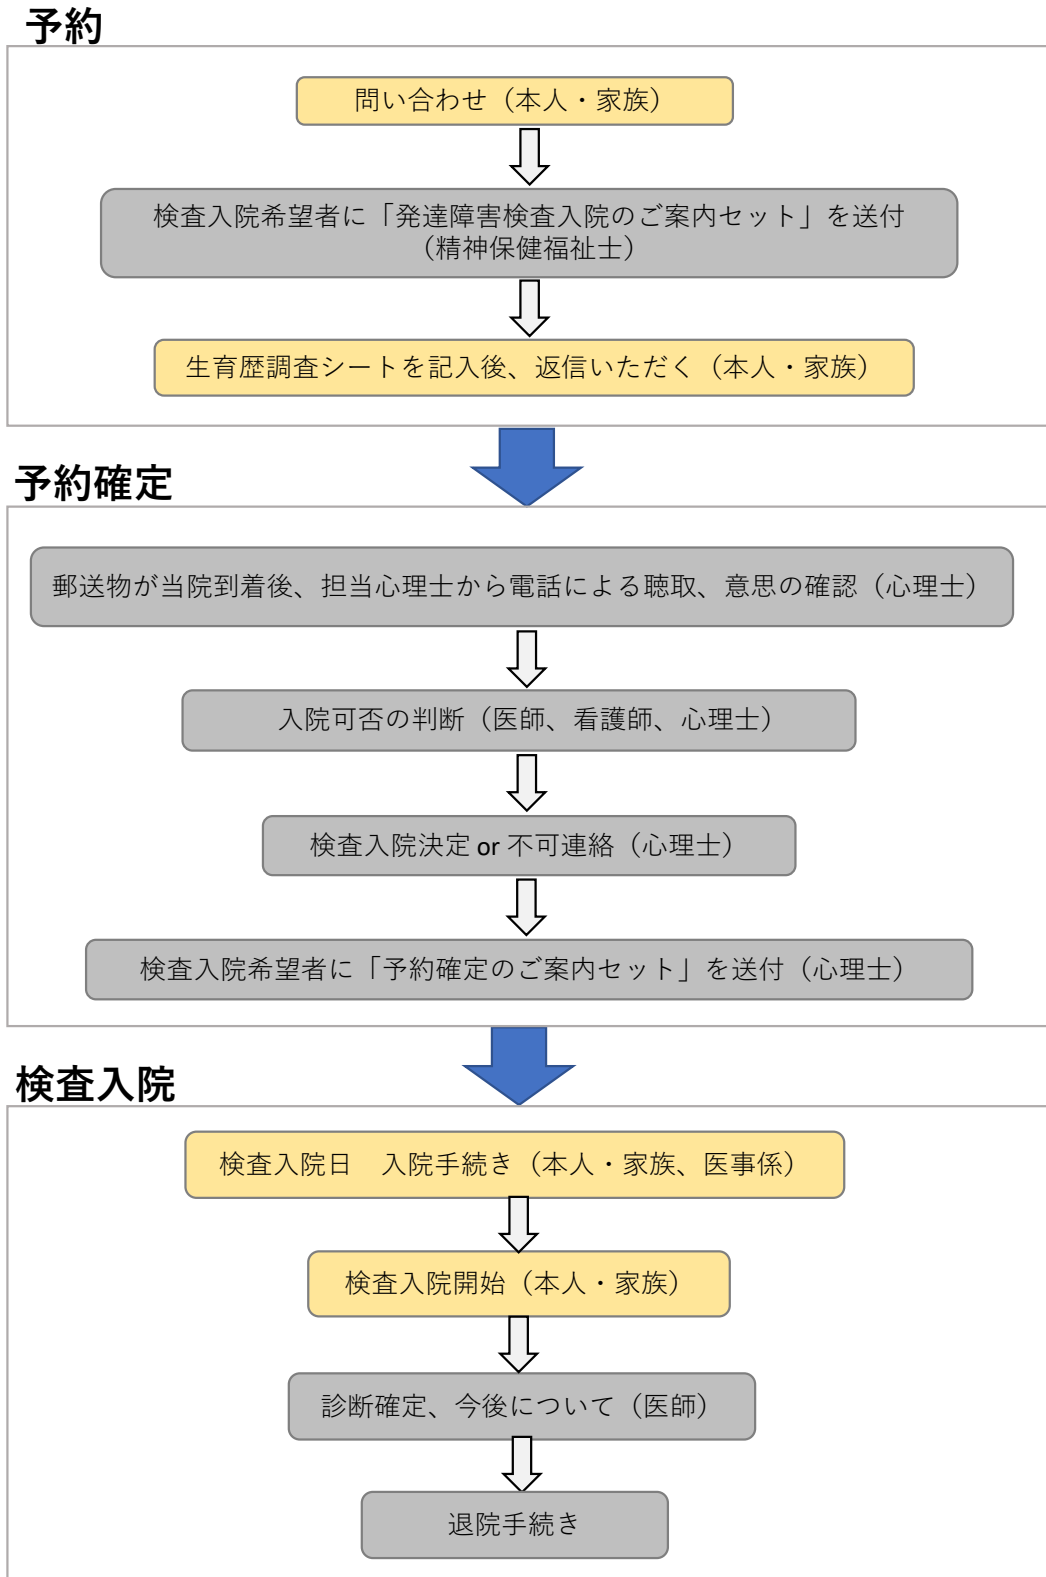 予約
問い合わせ（本人・家族）
検査入院希望者に「発達障害検査入院のご案内セット」を送付
（精神保健福祉士）
生育歴調査シートを記入後、返信いただく（本人・家族）
予約確定
郵送物が当院到着後、担当心理士から電話による聴取、意思の確認（心理士）
入院可否の判断（医師、看護師、心理士）
検査入院決定 or 不可連絡（心理士）
検査入院希望者に「予約確定のご案内セット」を送付（心理士）
検査入院
検査入院日　入院手続き（本人・家族、医事係）
検査入院開始（本人・家族）
診断確定、今後について（医師）
退院手続き